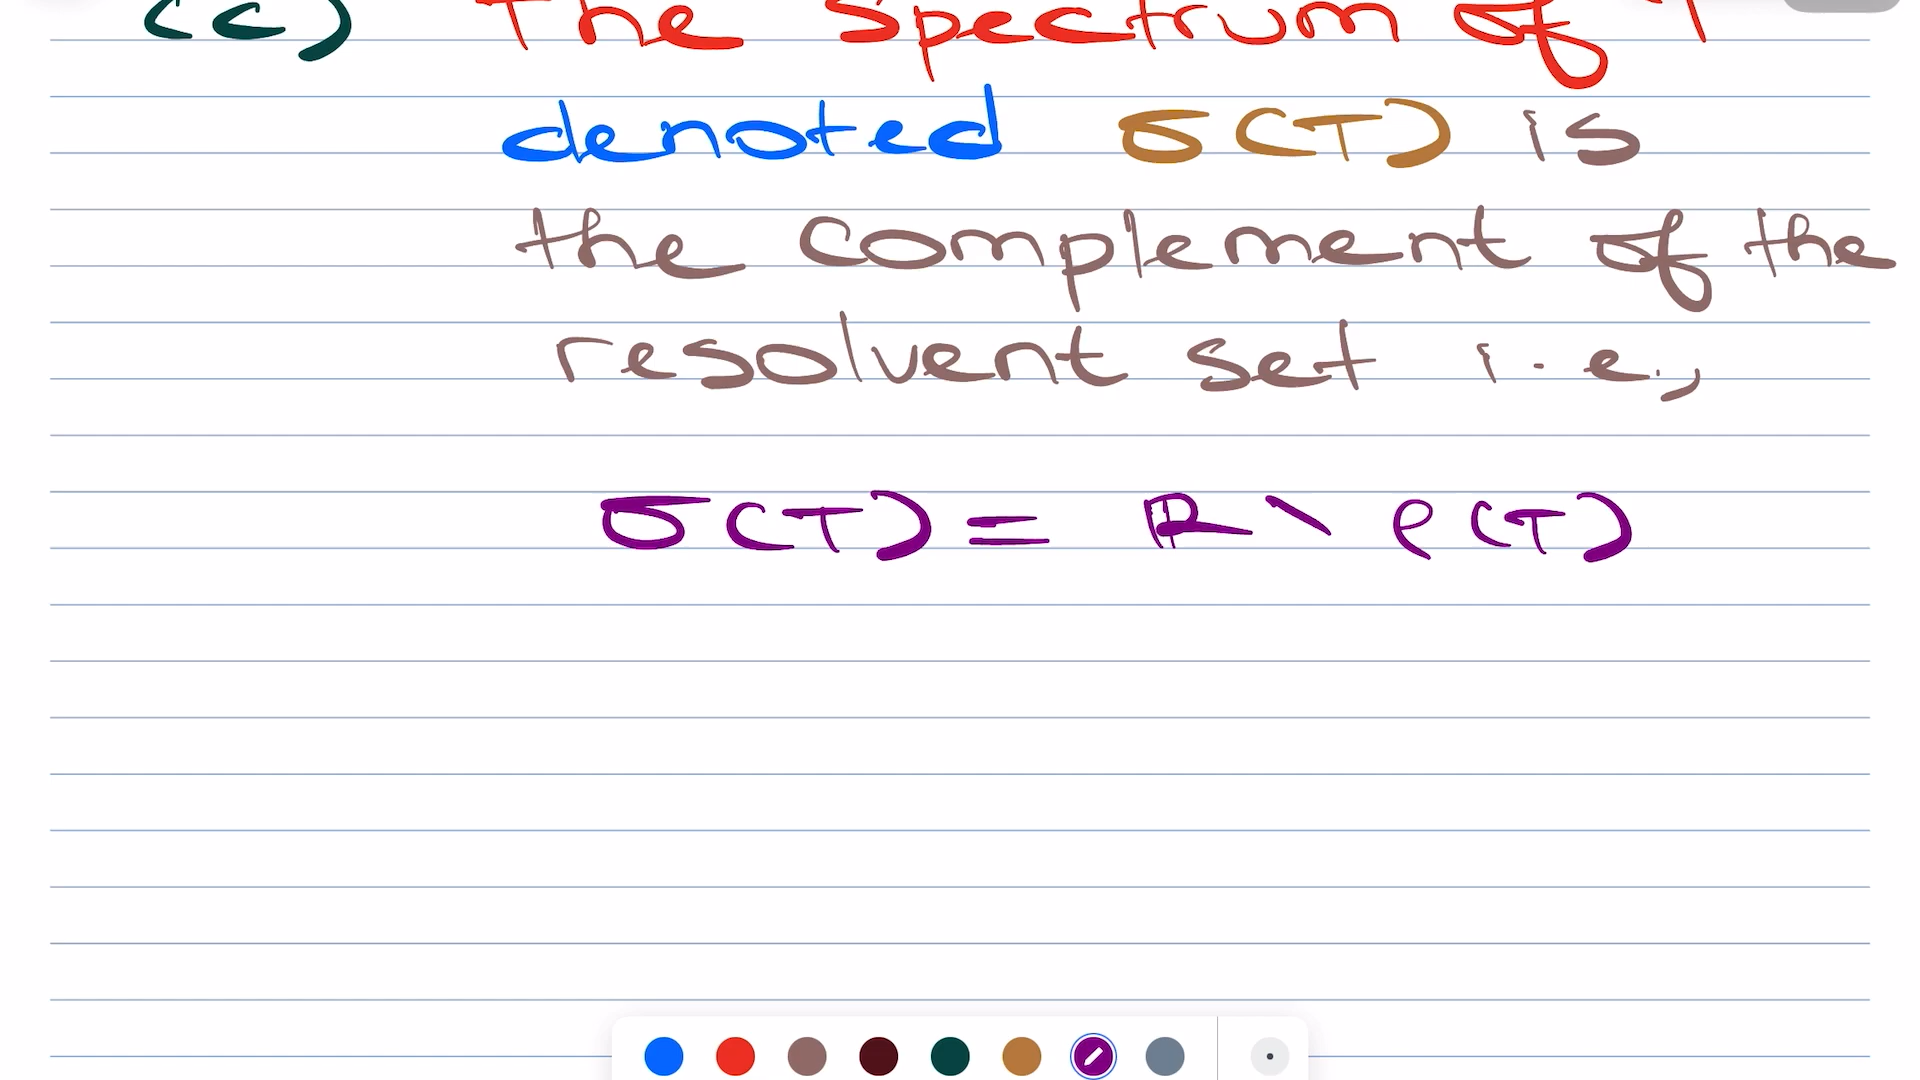 (c) The Spectrum of T
denoted σ(T) is
the complement of the
resolvent set i.e.,
σ(T) = ℝ \ ρ(T)